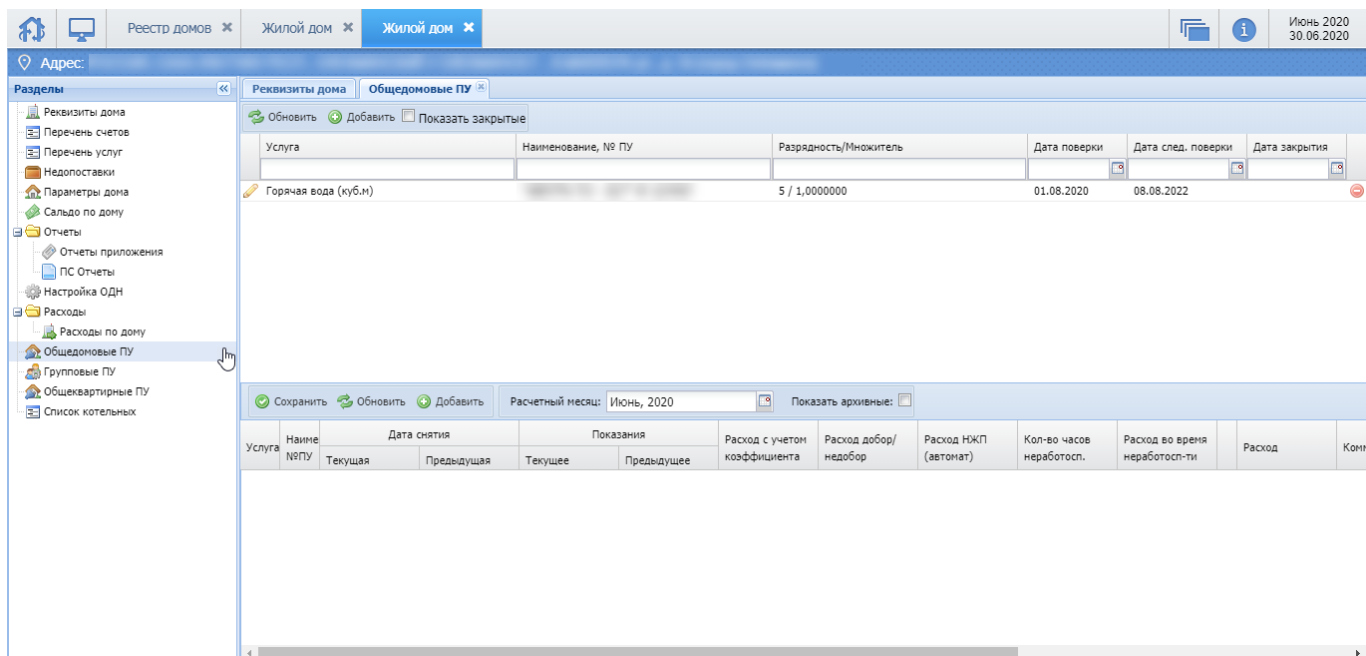 Реестр домов
Жилой дом
Жилой дом
Июнь 2020
30.06.2020
Адрес:
Разделы
Реквизиты дома
Перечень счетов
Перечень услуг
Недопоставки
Параметры дома
Сальдо по дому
Отчеты
Отчеты приложения
ПС Отчеты
Настройка ОДН
Расходы
Расходы по дому
Общедомовые ПУ
Групповые ПУ
Общеквартирные ПУ
Список котельных
Реквизиты дома Общедомовые ПУ
Обновить Добавить Показать закрытые
Услуга Наименование, № ПУ Разрядность/Множитель Дата поверки Дата след. поверки Дата закрытия
Горячая вода (куб.м) 5 / 1,0000000 01.08.2020 08.08.2022
Сохранить Обновить Добавить Расчетный месяц: Июнь, 2020 Показать архивные:
Услуга Наиме №ПУ Дата снятия Показания Расход с учетом коэффициента Расход добор/ недобор Расход НЖП (автомат) Кол-во часов неработосп. Расход во время неработосп-ти Расход Комм
Текущая Предыдущая Текущее Предыдущее